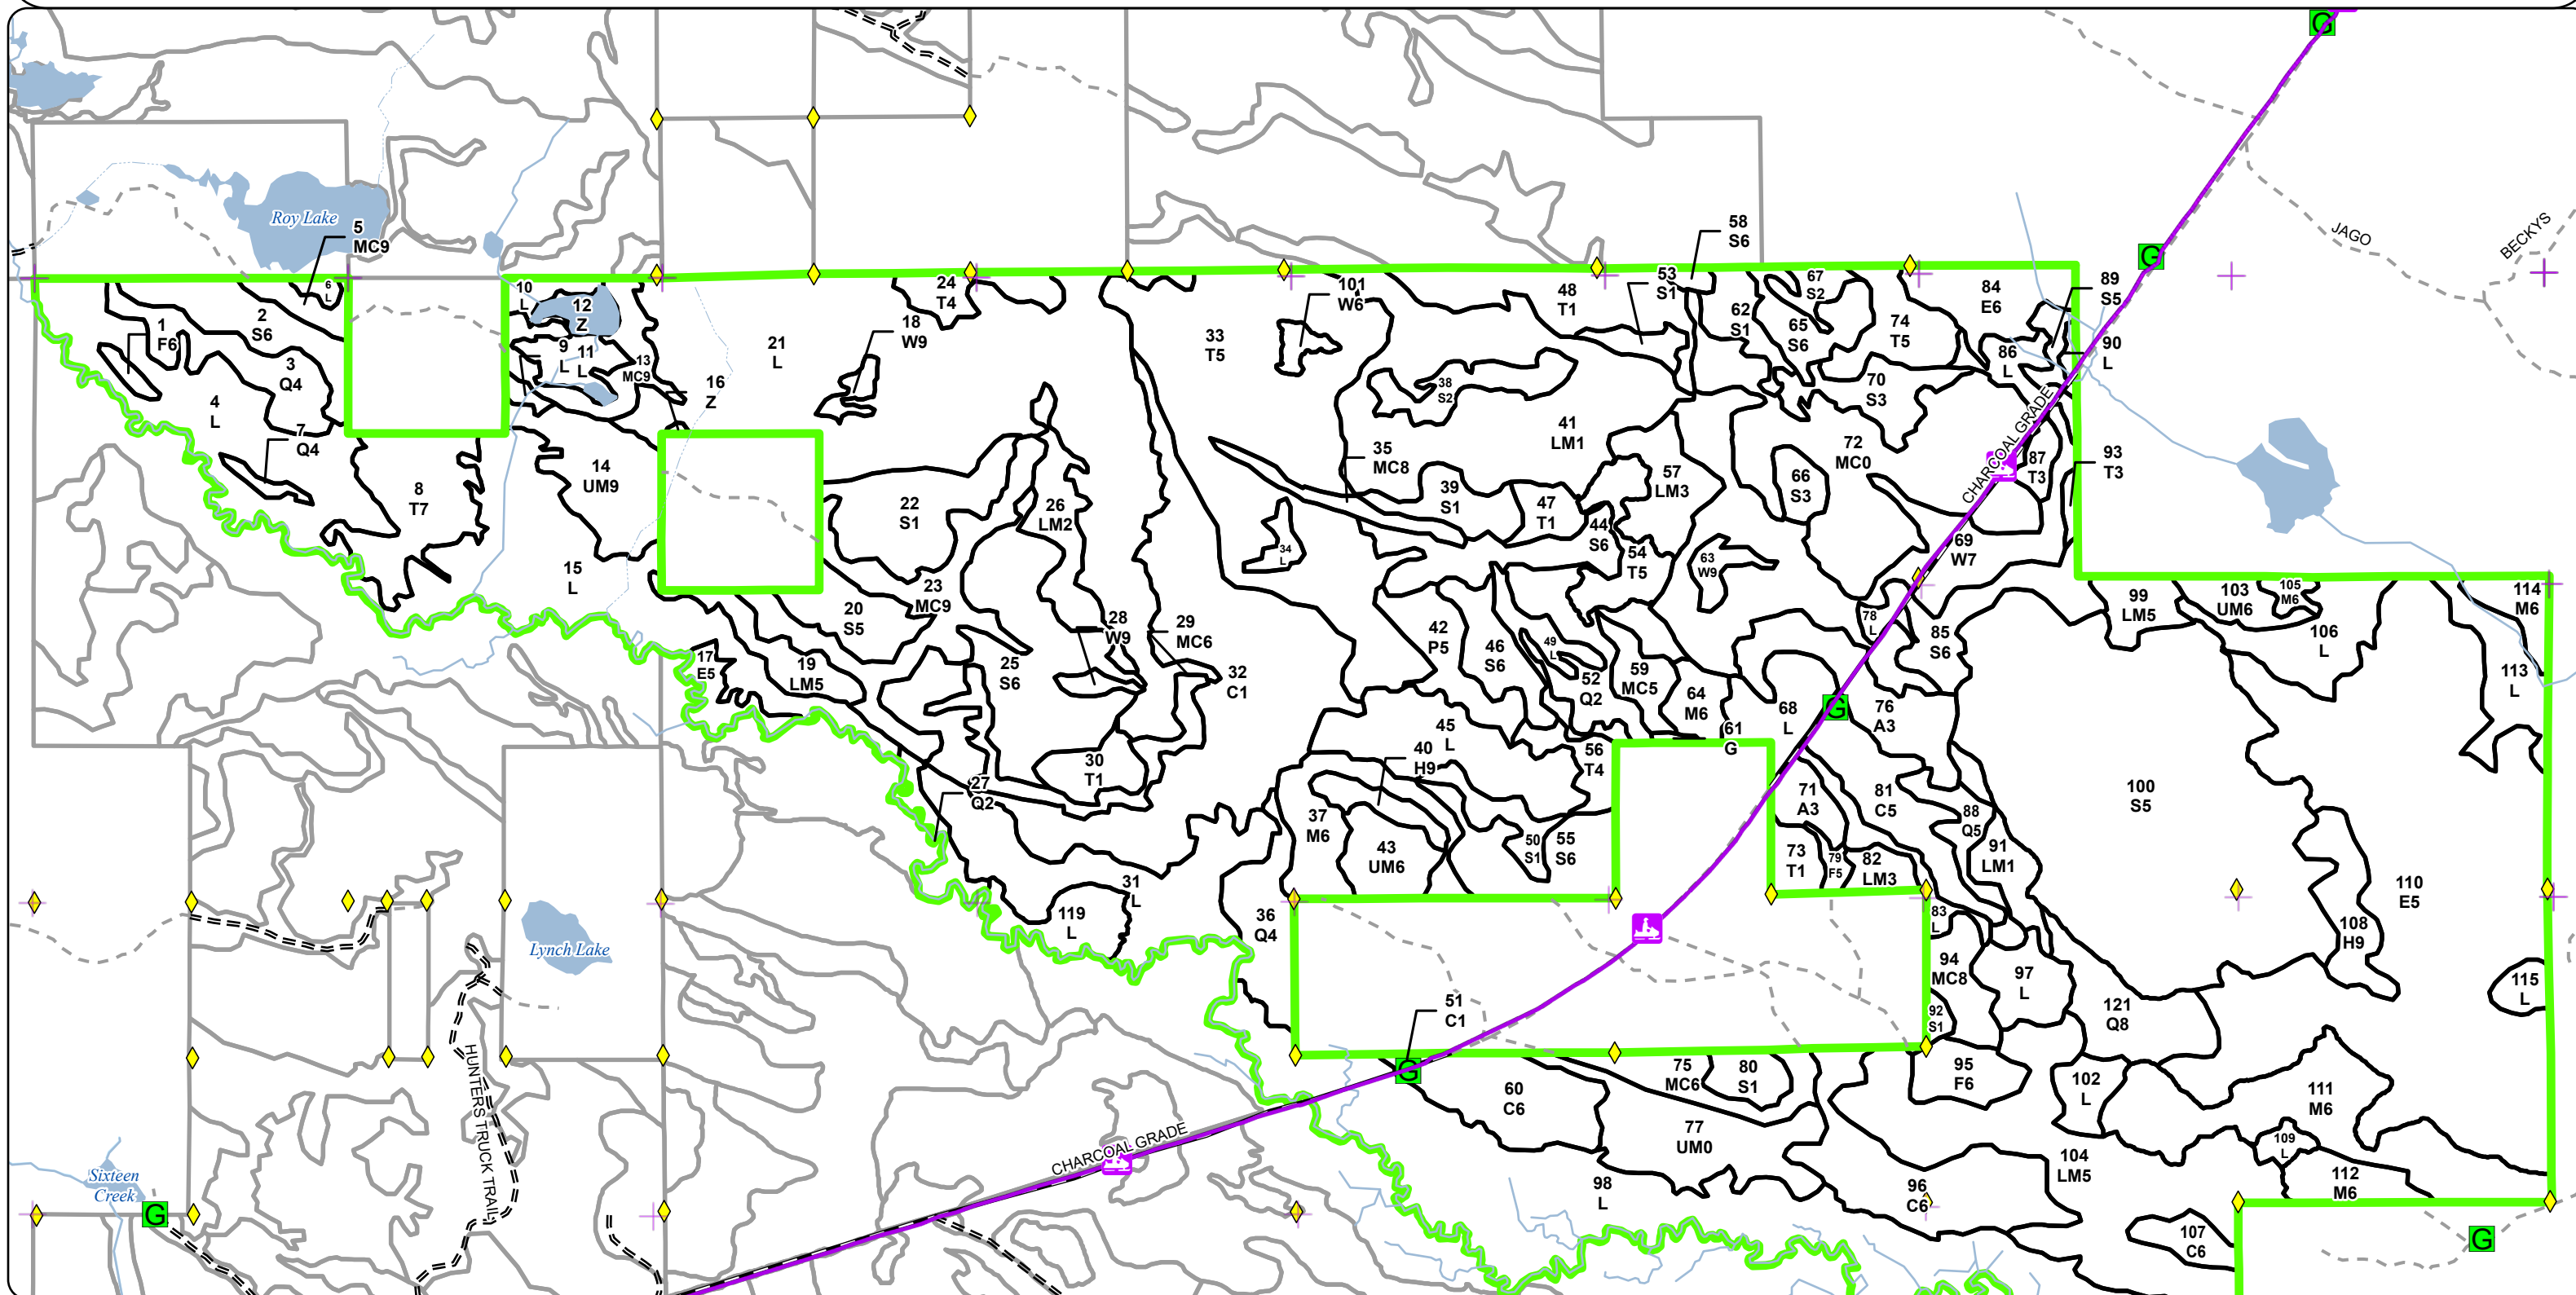 G
G
G
G
G
G
Roy Lake
Lynch Lake
Sixteen
Creek
JAGO
BECKYS
CHARCOAL GRADE
CHARCOAL GRADE
HUNTERS TRUCK TRAIL
1
F6
2
S6
3
Q4
4
L
5
MC9
6
L
7
Q4
8
T7
9
L
10
L
11
L
12
Z
13
MC9
14
UM9
15
L
16
Z
17
E5
18
W9
19
LM5
20
S5
21
L
22
S1
23
MC9
24
T4
25
S6
26
LM2
27
Q2
28
W9
29
MC6
30
T1
31
L
32
C1
33
T5
34
L
35
MC8
36
Q4
37
M6
38
S2
39
S1
40
H9
41
LM1
42
P5
43
UM6
44
S6
45
L
46
S6
47
T1
48
T1
49
L
50
S1
51
C1
52
Q2
53
S1
54
T5
55
S6
56
T4
57
LM3
58
S6
59
MC5
60
C6
61
G
62
S1
63
W9
64
M6
65
S6
66
S3
67
S2
68
L
69
W7
70
S3
71
A3
72
MC0
73
T1
74
T5
75
MC6
76
A3
77
UM0
78
L
79
F5
80
S1
81
C5
82
LM3
83
L
84
E6
85
S6
86
L
87
T3
88
Q5
89
S5
90
L
91
LM1
92
S1
93
T3
94
MC8
95
F6
96
C6
97
L
98
L
99
LM5
100
S5
101
W6
102
L
103
UM6
104
LM5
105
M6
106
L
107
C6
108
H9
109
L
110
E5
111
M6
112
M6
113
L
114
M6
115
L
119
L
121
Q8